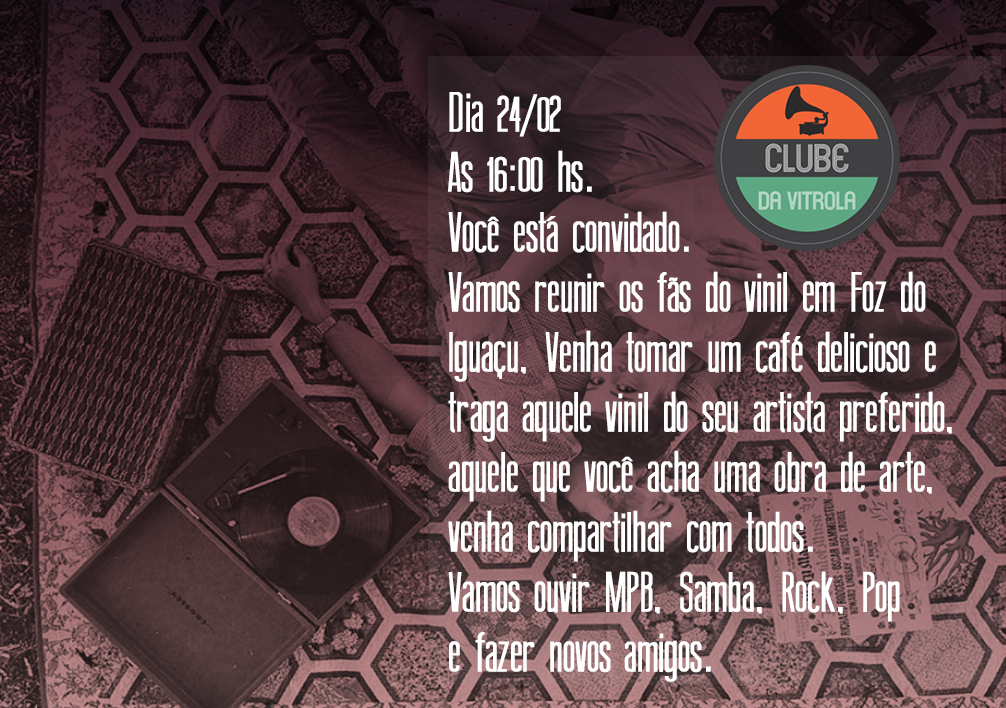 Dia 24/02
As 16:00 hs.
Você está convidado.
Vamos reunir os fãs do vinil em Foz do
Iguaçu. Venha tomar um café delicioso e
traga aquele vinil do seu artista preferido,
aquele que você acha uma obra de arte,
venha compartilhar com todos.
Vamos ouvir MPB, Samba, Rock, Pop
e fazer novos amigos.
CLUBE
DA VITROLA
OSCAR HAMMERSTEIN